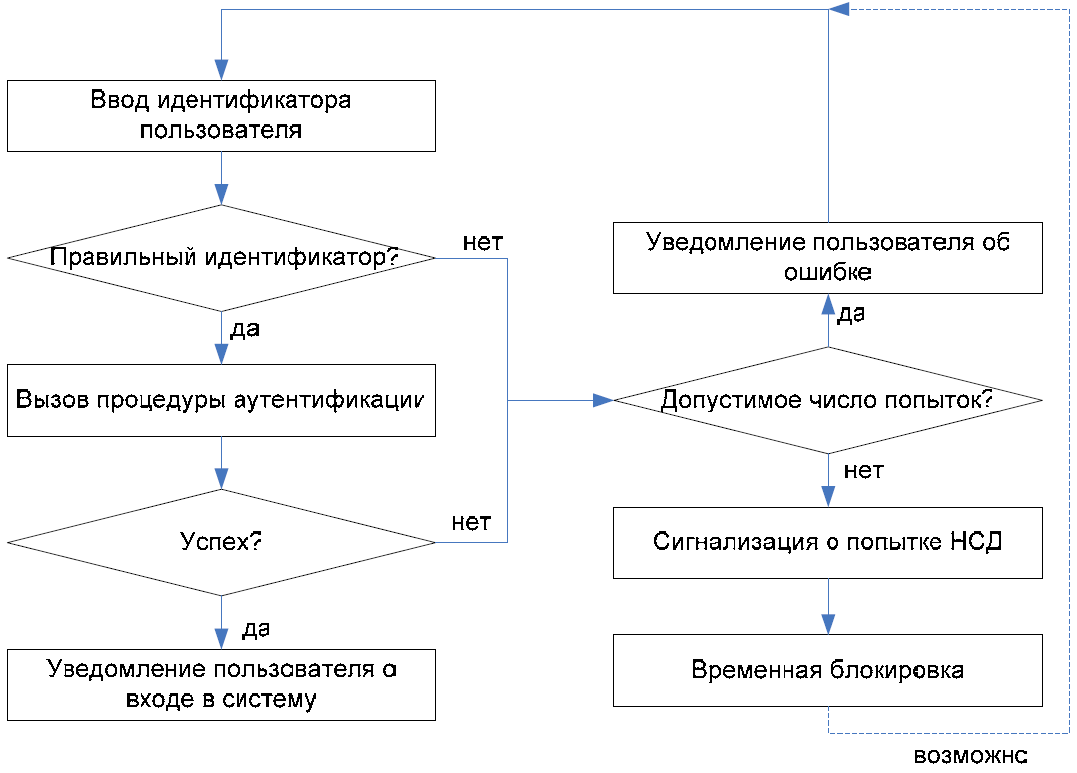 Ввод идентификатора
пользователя
Правильный идентификатор?
нет
да
Вызов процедуры аутентификации
Успех?
нет
да
Уведомление пользователя о
входе в систему
Уведомление пользователя об
ошибке
да
Допустимое число попыток?
нет
Сигнализация о попытке НСД
Временная блокировка
возможнс